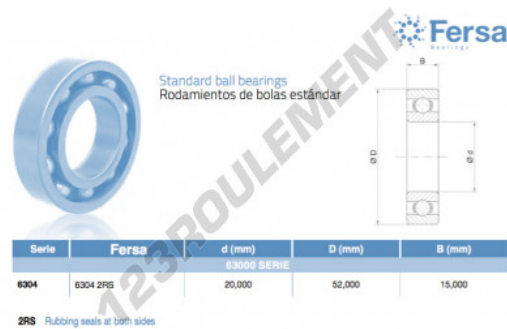 Fersa
Bearings
Standard ball bearings
Rodamientos de bolas estándar
B
Ø D
Ø d
Serie Fersa d (mm) D (mm) B (mm)
63000 SERIE
6304 6304 2RS 20,000 52,000 15,000
2RS Rubbing seals at both sides
123ROULEMENT